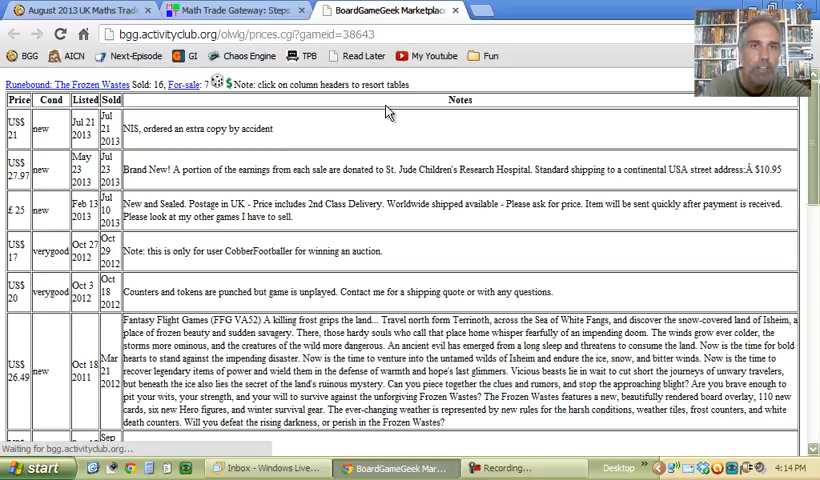 August 2013 UK Maths Trade
Math Trade Gateway: Steps
BoardGameGeek Marketplace
bgg.activityclub.org/olwlg/prices.cgi?gameid=38643
BGG AICN Next-Episode GI Chaos Engine TPB Read Later My Youtube Fun
Runebound: The Frozen Wastes Sold: 16, For-sale: 7 $ Note: click on column headers to resort tables
Price Cond Listed Sold Notes
US$ 21 new Jul 21 2013 Jul 21 2013 NIS, ordered an extra copy by accident
US$ 27.97 new May 23 2013 Jul 23 2013 Brand New! A portion of the earnings from each sale are donated to St. Jude Children's Research Hospital. Standard shipping to a continental USA street address:Â $10.95
£ 25 new Feb 13 2013 Jul 10 2013 New and Sealed. Postage in UK - Price includes 2nd Class Delivery. Worldwide shipped available - Please ask for price. Item will be sent quickly after payment is received.
Please look at my other games I have to sell.
US$ 17 verygood Oct 27 2012 Oct 29 2012 Note: this is only for user CobberFootballer for winning an auction.
US$ 20 verygood Oct 3 2012 Oct 18 2012 Counters and tokens are punched but game is unplayed. Contact me for a shipping quote or with any questions.
US$ 26.49 new Oct 18 2011 Mar 21 2012 Fantasy Flight Games (FFG VA52) A killing frost grips the land... Travel north form Terrinoth, across the Sea of White Fangs, and discover the snow-covered land of Isheim, a
place of frozen beauty and sudden savagery. There, those hardy souls who call that place home whisper fearfully of an impending doom. The winds grow ever colder, the
storms more ominous, and the creatures of the wild more dangerous. An ancient evil has emerged from a long sleep and threatens to consume the land. Now is the time for bold
hearts to stand against the impending disaster. Now is the time to venture into the untamed wilds of Isheim and endure the ice, snow, and bitter winds. Now is the time to
recover legendary items of power and wield them in the defense of warmth and hope's last glimmers. Vicious beasts lie in wait to cut short the journeys of unwary travelers,
but beneath the ice also lies the secret of the land's ruinous mystery. Can you piece together the clues and rumors, and stop the approaching blight? Are you brave enough to
pit your wits, your strength, and your will to survive against the unforgiving Frozen Wastes? The Frozen Wastes features a new, beautifully rendered board overlay, 110 new
cards, six new Hero figures, and winter survival gear. The ever-changing weather is represented by new rules for the harsh conditions, weather tiles, frost counters, and white
death counters. Will you defeat the rising darkness, or perish in the Frozen Wastes?
Sep
Waiting for bgg.activityclub.org...
start Inbox - Windows Live... BoardGameGeek Mar... Recording... Desktop 4:14 PM